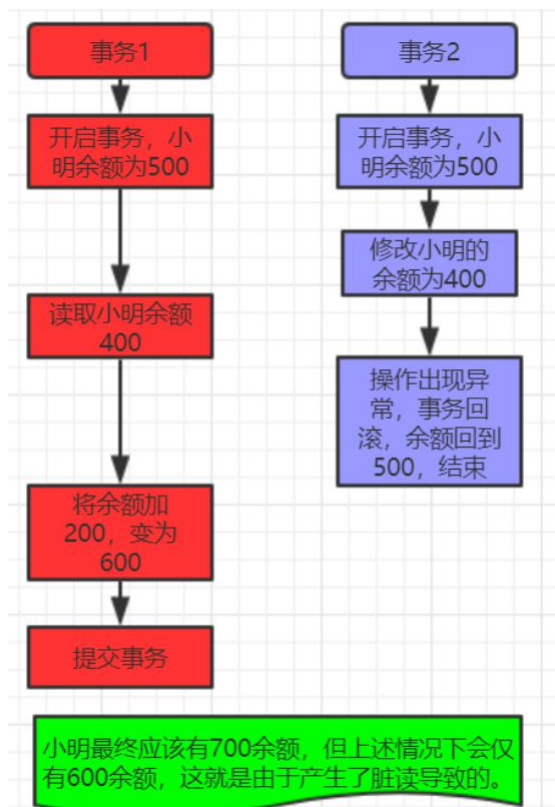 事务1
开启事务，小
明余额为500
读取小明余额
400
将余额加
200，变为
600
提交事务
事务2
开启事务，小
明余额为500
修改小明的
余额为400
操作出现异
常，事务回
滚，余额回到
500，结束
小明最终应该有700余额，但上述情况下会仅
有600余额，这就是由于产生了脏读导致的。